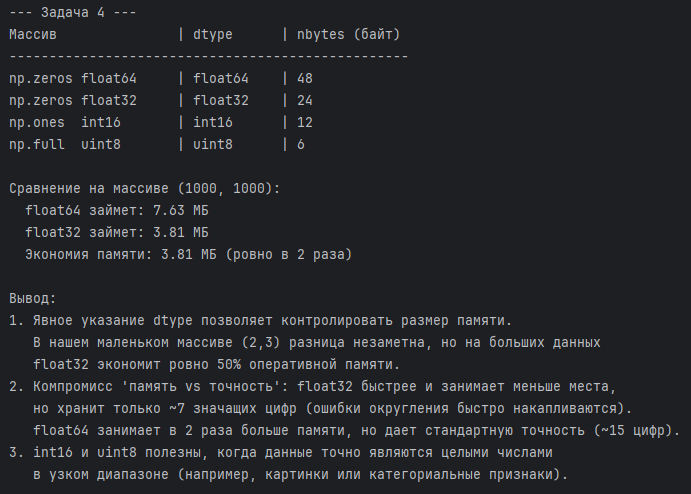 --- Задача 4 ---
Массив               | dtype      | nbytes (байт)
--------------------------------------------------
np.zeros float64     | float64    | 48
np.zeros float32     | float32    | 24
np.ones  int16       | int16      | 12
np.full  uint8       | uint8      | 6
Сравнение на массиве (1000, 1000):
  float64 займет: 7.63 МБ
  float32 займет: 3.81 МБ
  Экономия памяти: 3.81 МБ (ровно в 2 раза)
Вывод:
1. Явное указание dtype позволяет контролировать размер памяти.
   В нашем маленьком массиве (2,3) разница незаметна, но на больших данных
   float32 экономит ровно 50% оперативной памяти.
2. Компромисс 'память vs точность': float32 быстрее и занимает меньше места,
   но хранит только ~7 значащих цифр (ошибки округления быстро накапливаются).
   float64 занимает в 2 раза больше памяти, но дает стандартную точность (~15 цифр).
3. int16 и uint8 полезны, когда данные точно являются целыми числами
   в узком диапазоне (например, картинки или категориальные признаки).